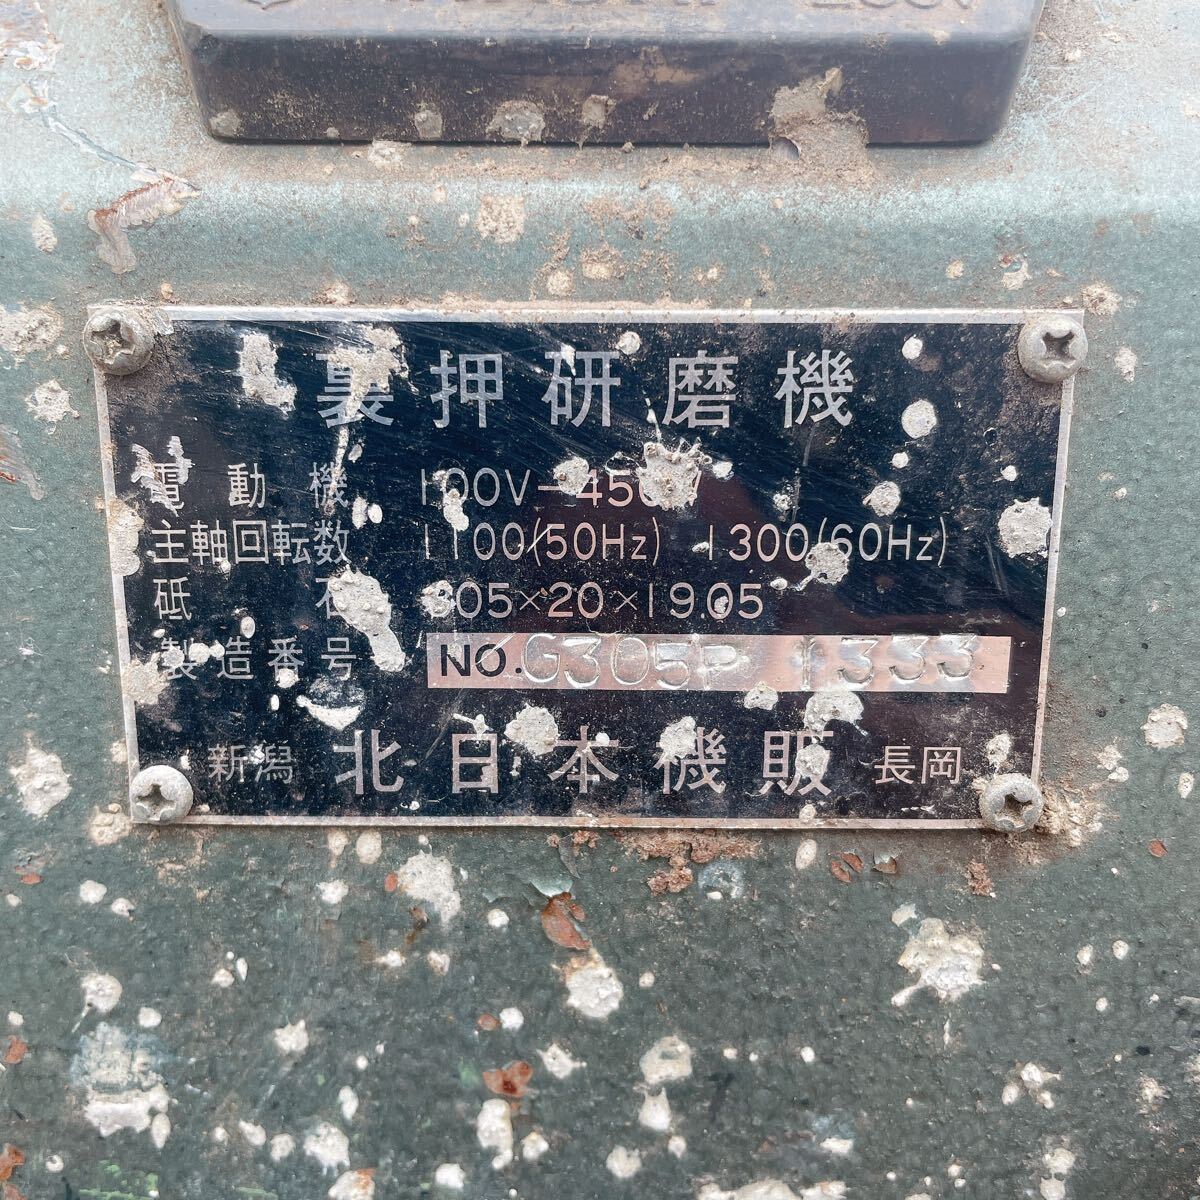 裏押研磨機
電動機 100V-450W
主軸回転数 1100(50Hz) 1300(60Hz)
砥石 305×20×19.05
製造番号 NO.G305P 1333
新潟 北日本機販 長岡